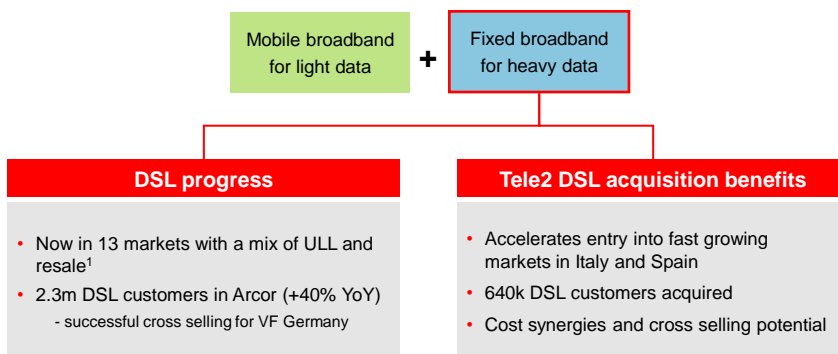 Mobile broadband
for light data
+
Fixed broadband
for heavy data
DSL progress
• Now in 13 markets with a mix of ULL and
resale¹
• 2.3m DSL customers in Arcor (+40% YoY)
- successful cross selling for VF Germany
Tele2 DSL acquisition benefits
• Accelerates entry into fast growing
markets in Italy and Spain
• 640k DSL customers acquired
• Cost synergies and cross selling potential